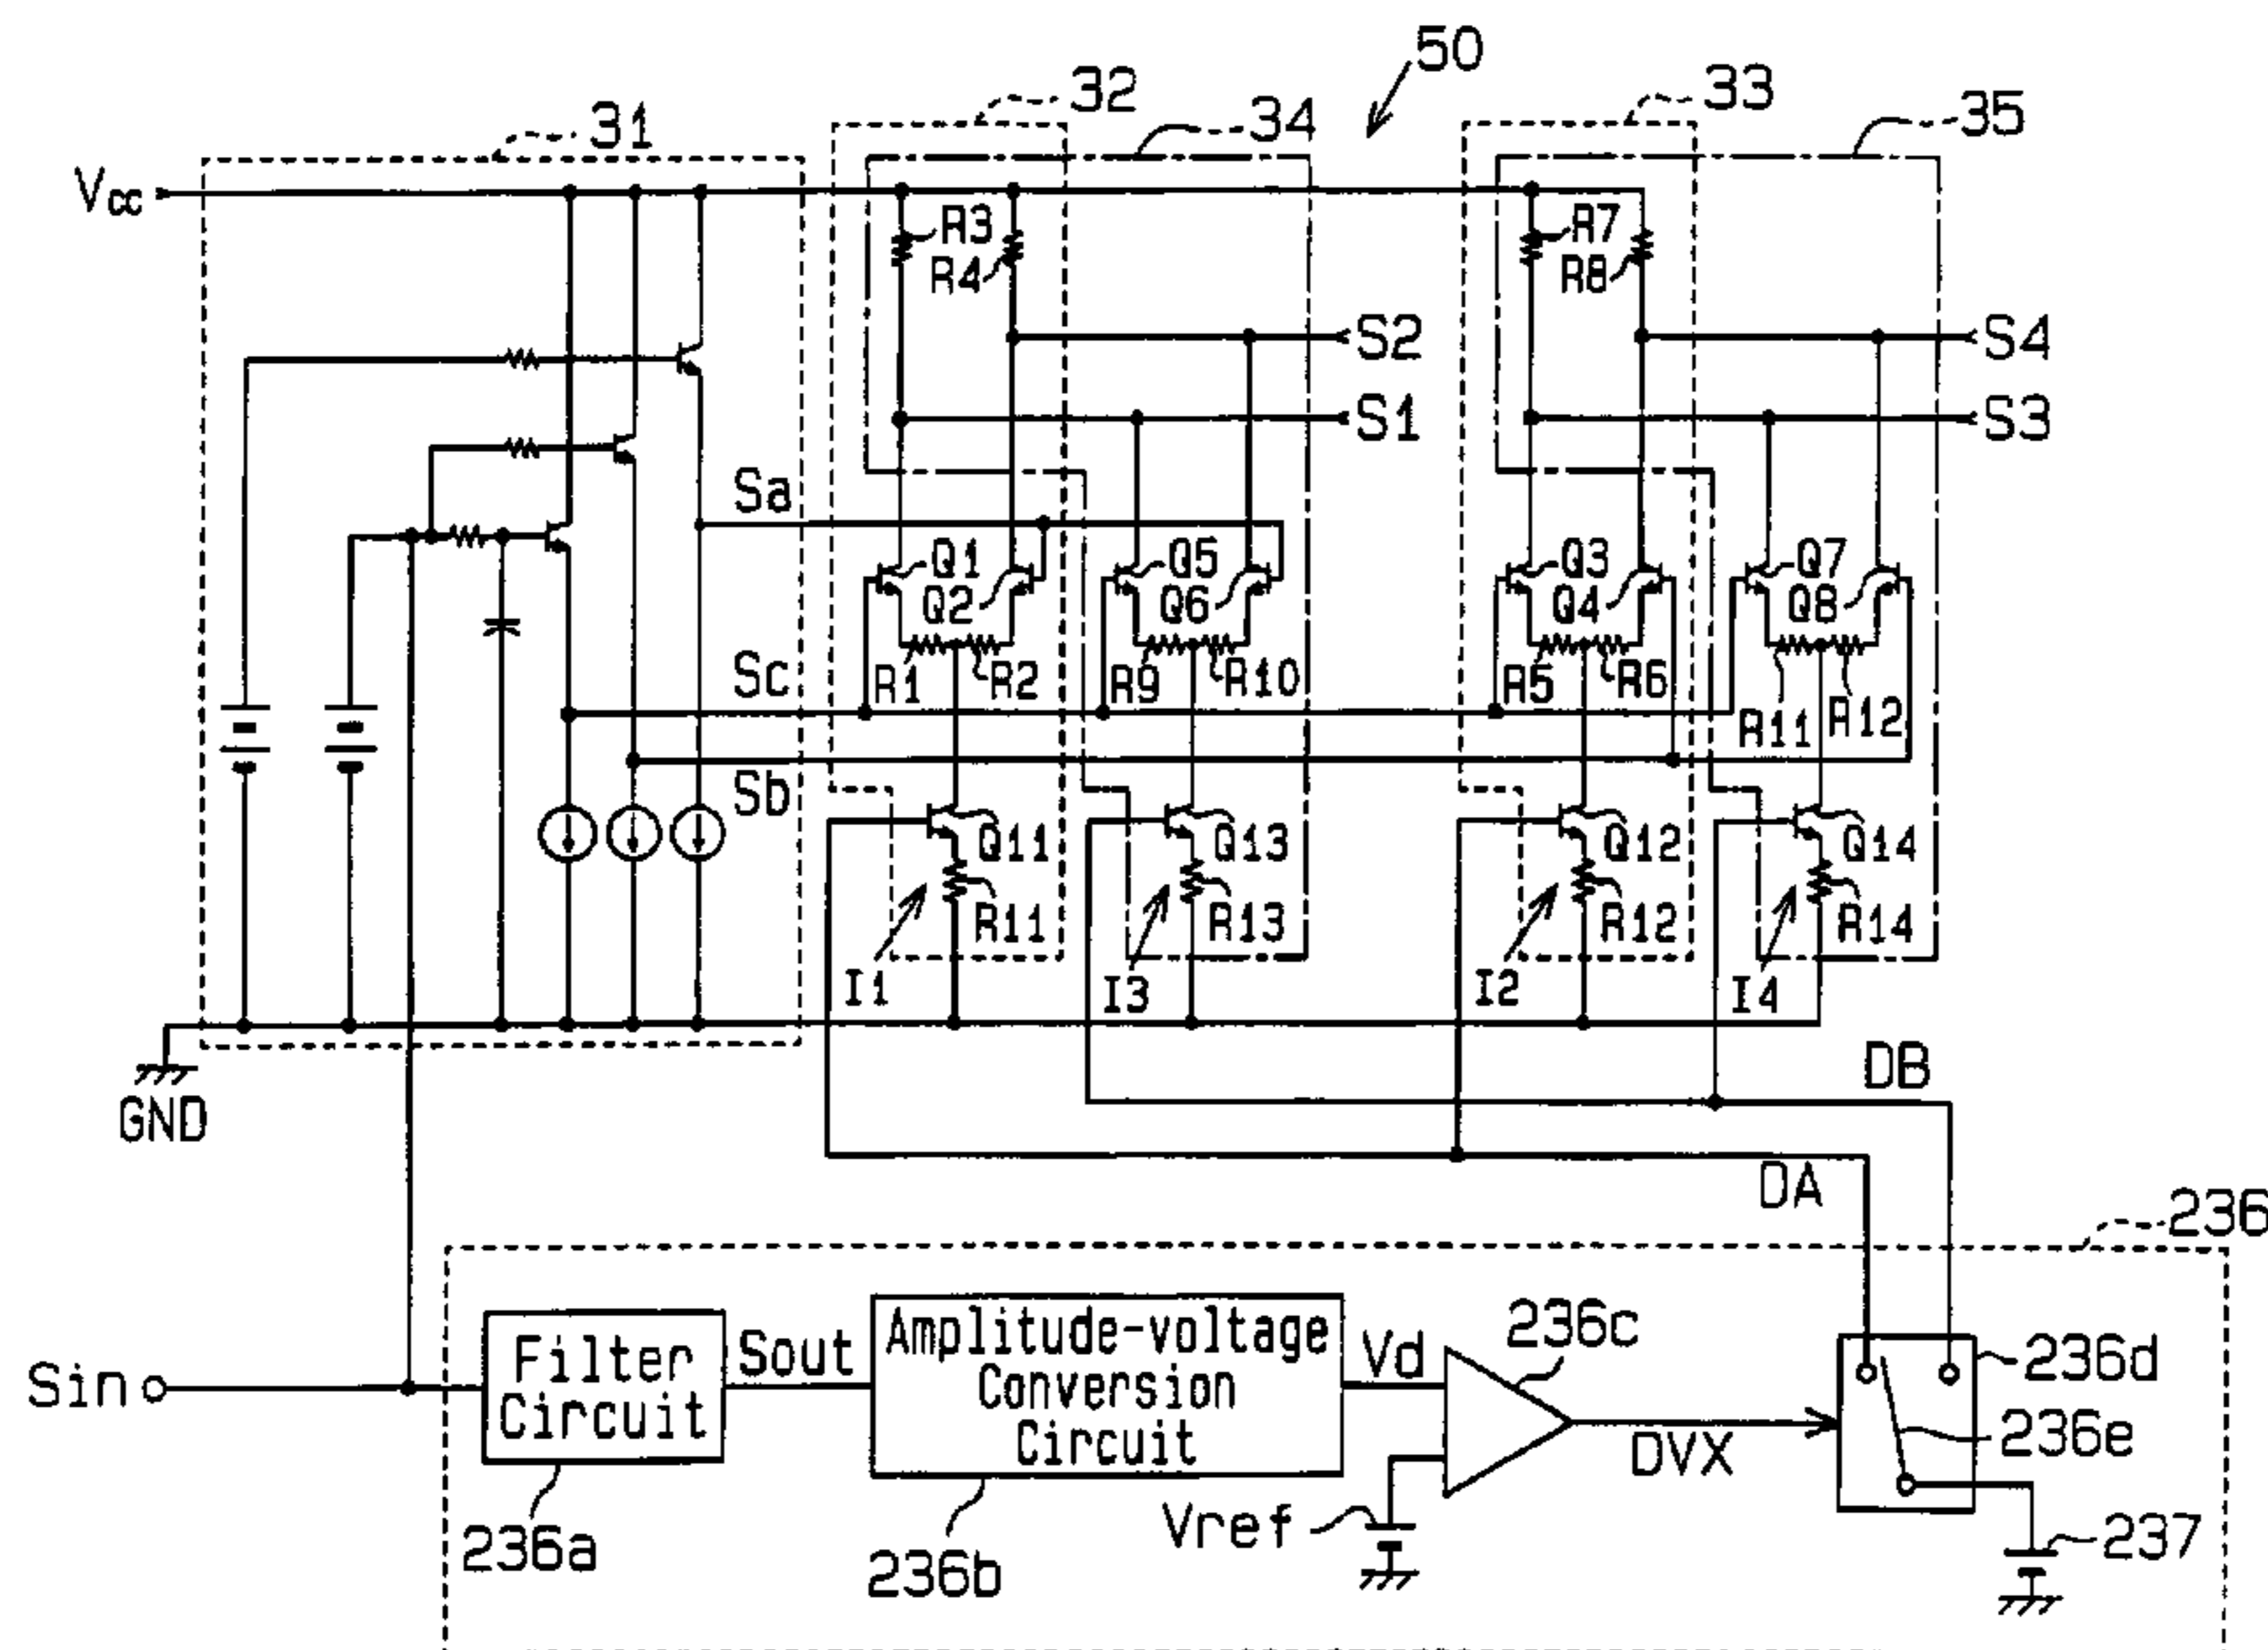 50
32
33
34
35
31
Vcc
R3
R7
R4
R8
S2
S4
S1
S3
Sa
Q1
Q5
Q3
Q7
Q2
Q6
Q4
Q8
Sc
R1
R2
R9
R10
R5
R6
R11
R12
Sb
Q11
Q13
Q12
Q14
R11
R13
R12
R14
I1
I3
I2
I4
DB
GND
DA
236
Filter
Circuit
Sout
Amplitude-voltage
Conversion
Circuit
Vd
236c
236d
Sin
236e
DVX
Vref
237
236a
236b